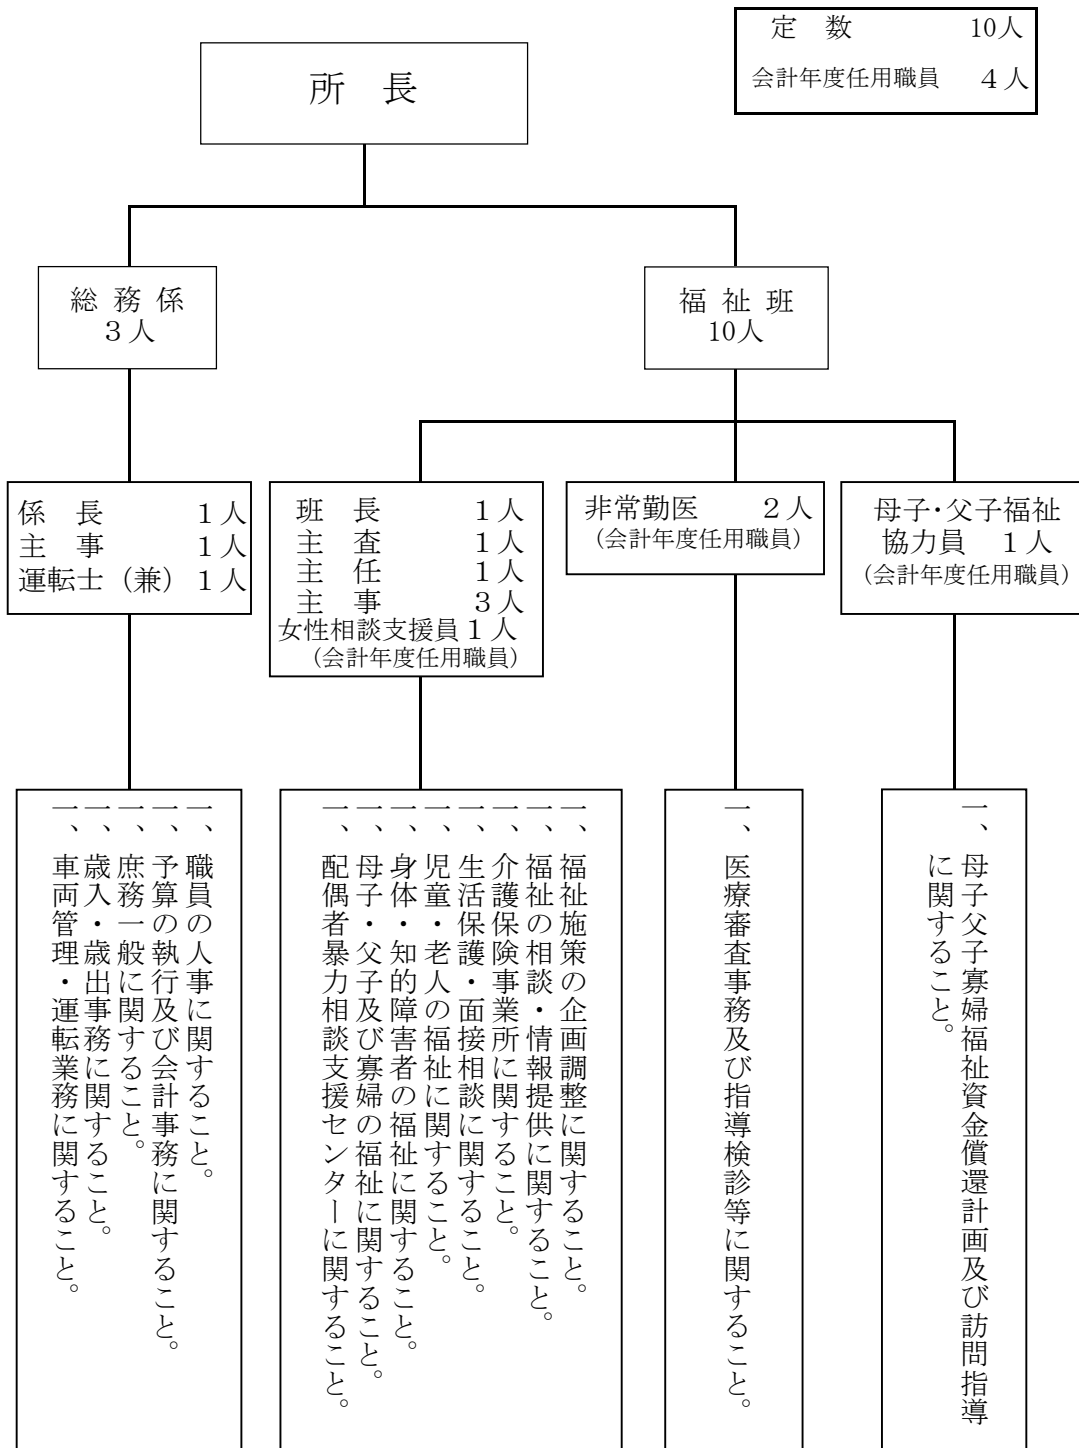 定　数　　　　10人
会計年度任用職員　４人
所　長
総 務 係
３人
福 祉 班
10人
係　長　　　１人
主　事　　　１人
運転士（兼）１人
班　長　　　１人
主　査　　　１人
主　任　　　１人
主　事　　　３人
女性相談支援員１人
（会計年度任用職員）
非常勤医　　２人
（会計年度任用職員）
母子・父子福祉
協力員　１人
（会計年度任用職員）
一、職員の人事に関すること。
一、予算の執行及び会計事務に関すること。
一、庶務一般に関すること。
一、歳入・歳出事務に関すること。
一、車両管理・運転業務に関すること。
一、福祉施策の企画調整に関すること。
一、福祉の相談・情報提供に関すること。
一、介護保険事業所に関すること。
一、生活保護・面接相談に関すること。
一、児童・老人の福祉に関すること。
一、身体・知的障害者の福祉に関すること。
一、母子・父子及び寡婦の福祉に関すること。
一、配偶者暴力相談支援センターに関すること。
一、医療審査事務及び指導検診等に関すること。
一、母子父子寡婦福祉資金償還計画及び訪問指導
に関すること。